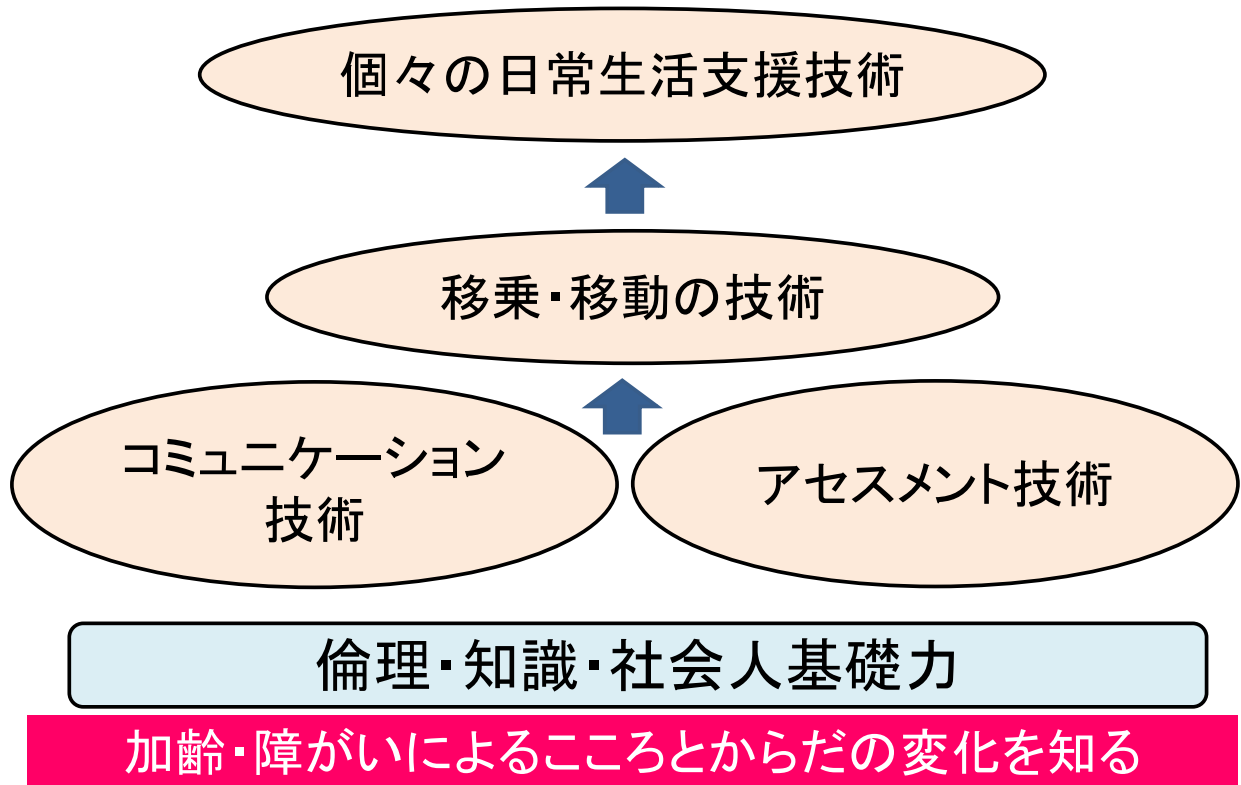 個々の日常生活支援技術
移乗・移動の技術
コミュニケーション
技術
アセスメント技術
倫理・知識・社会人基礎力
加齢・障がいによるこころとからだの変化を知る